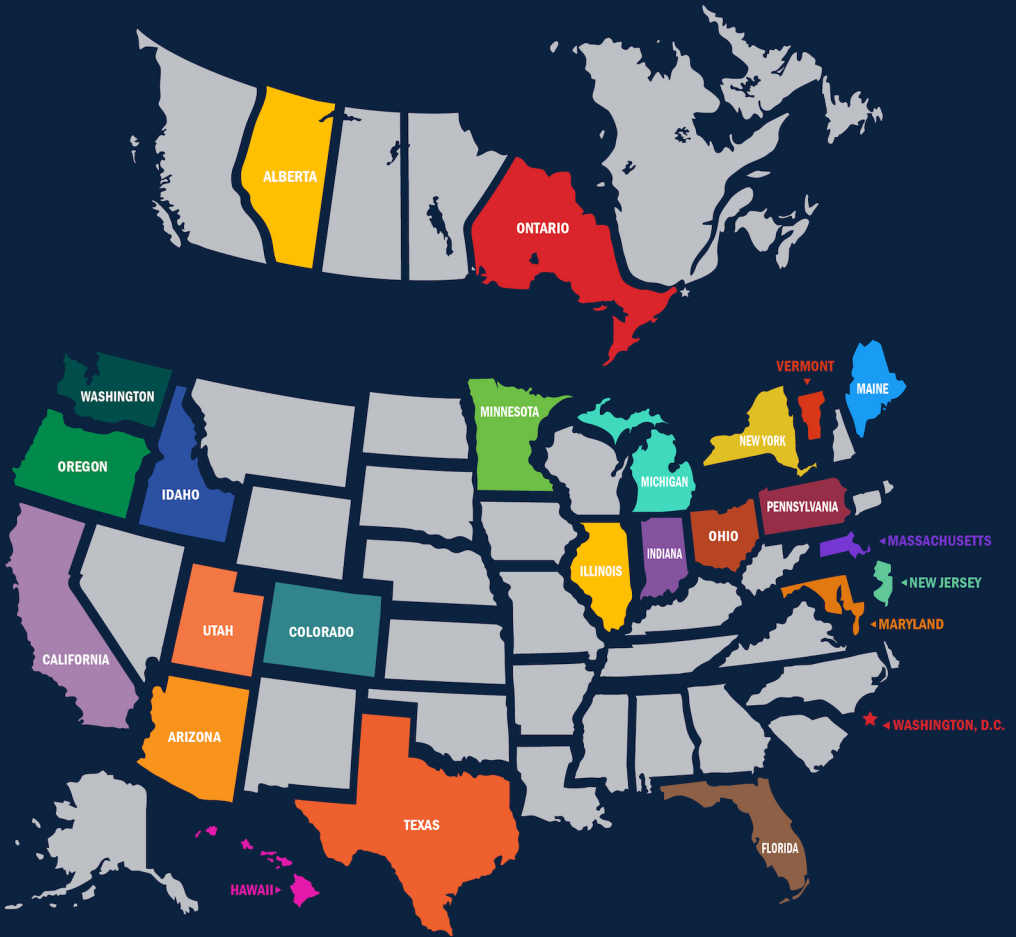 ALBERTA
ONTARIO
VERMONT
WASHINGTON
MINNESOTA
MAINE
NEW YORK
OREGON
IDAHO
MICHIGAN
PENNSYLVANIA
OHIO
MASSACHUSETTS
INDIANA
ILLINOIS
NEW JERSEY
UTAH
COLORADO
MARYLAND
CALIFORNIA
WASHINGTON, D.C.
ARIZONA
TEXAS
FLORIDA
HAWAII